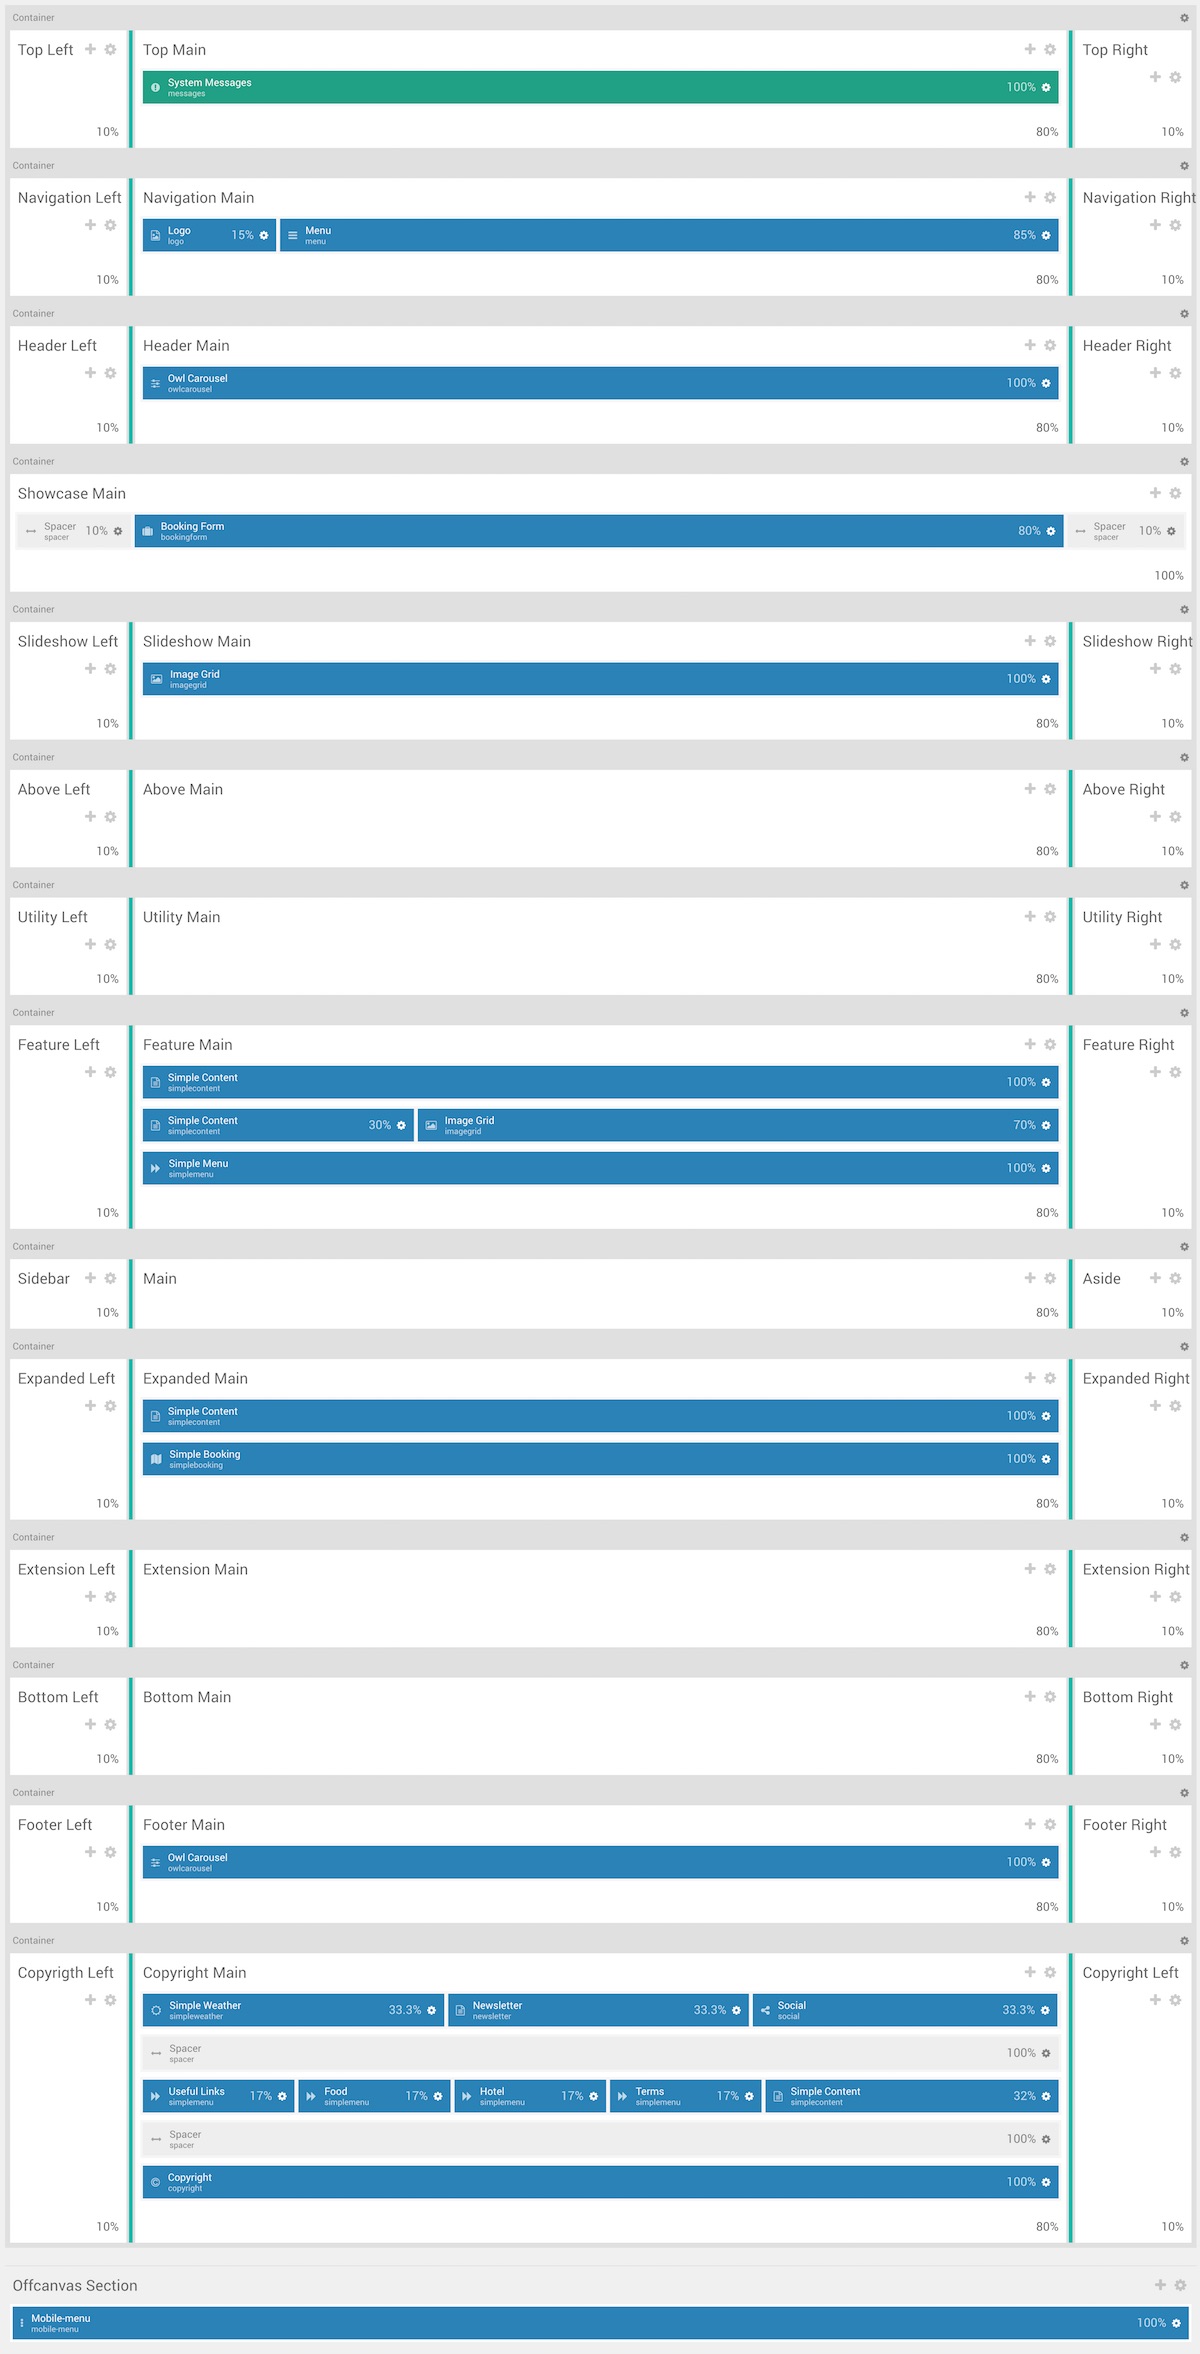 Container
Top Left
10%
Top Main
System Messages
messages
100%
80%
Top Right
10%
Container
Navigation Left
10%
Navigation Main
Logo
logo
15%
Menu
menu
85%
80%
Navigation Right
10%
Container
Header Left
10%
Header Main
Owl Carousel
owlcarousel
100%
80%
Header Right
10%
Container
Showcase Main
Spacer
spacer
10%
Booking Form
bookingform
80%
Spacer
spacer
10%
100%
Container
Slideshow Left
10%
Slideshow Main
Image Grid
imagegrid
100%
80%
Slideshow Right
10%
Container
Above Left
10%
Above Main
80%
Above Right
10%
Container
Utility Left
10%
Utility Main
80%
Utility Right
10%
Container
Feature Left
10%
Feature Main
Simple Content
simplecontent
100%
Simple Content
simplecontent
30%
Image Grid
imagegrid
70%
Simple Menu
simplemenu
100%
80%
Feature Right
10%
Container
Sidebar
10%
Main
80%
Aside
10%
Container
Expanded Left
10%
Expanded Main
Simple Content
simplecontent
100%
Simple Booking
simplebooking
100%
80%
Expanded Right
10%
Container
Extension Left
10%
Extension Main
80%
Extension Right
10%
Container
Bottom Left
10%
Bottom Main
80%
Bottom Right
10%
Container
Footer Left
10%
Footer Main
Owl Carousel
owlcarousel
100%
80%
Footer Right
10%
Container
Copyrigth Left
10%
Copyright Main
Simple Weather
simpleweather
33.3%
Newsletter
newsletter
33.3%
Social
social
33.3%
Spacer
spacer
100%
Useful Links
simplemenu
17%
Food
simplemenu
17%
Hotel
simplemenu
17%
Terms
simplemenu
17%
Simple Content
simplecontent
32%
Spacer
spacer
100%
Copyright
copyright
100%
80%
Copyright Left
10%
Offcanvas Section
Mobile-menu
mobile-menu
100%